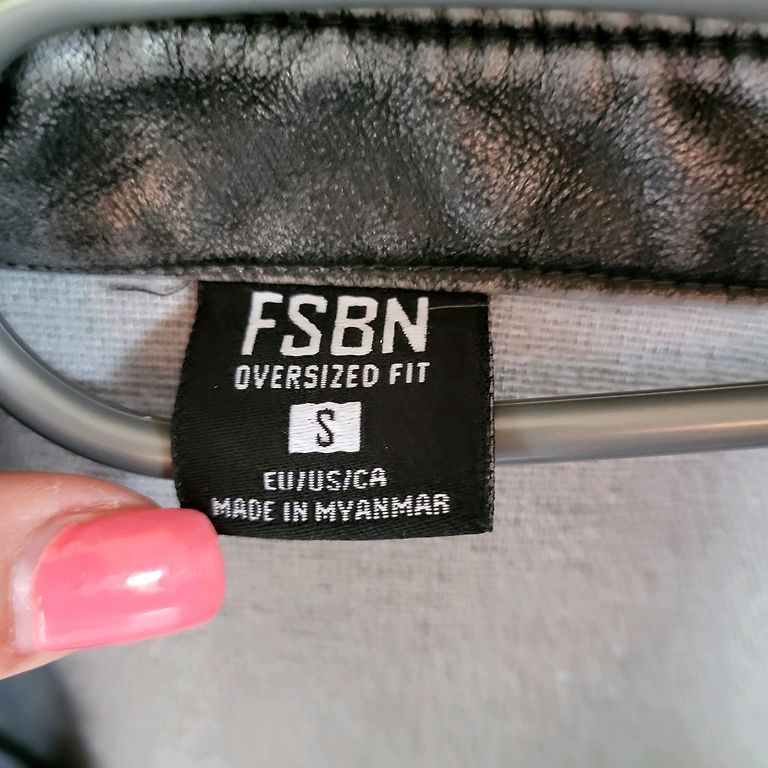 FSBN
OVERSIZED FIT
S
EU/US/CA
MADE IN MYANMAR